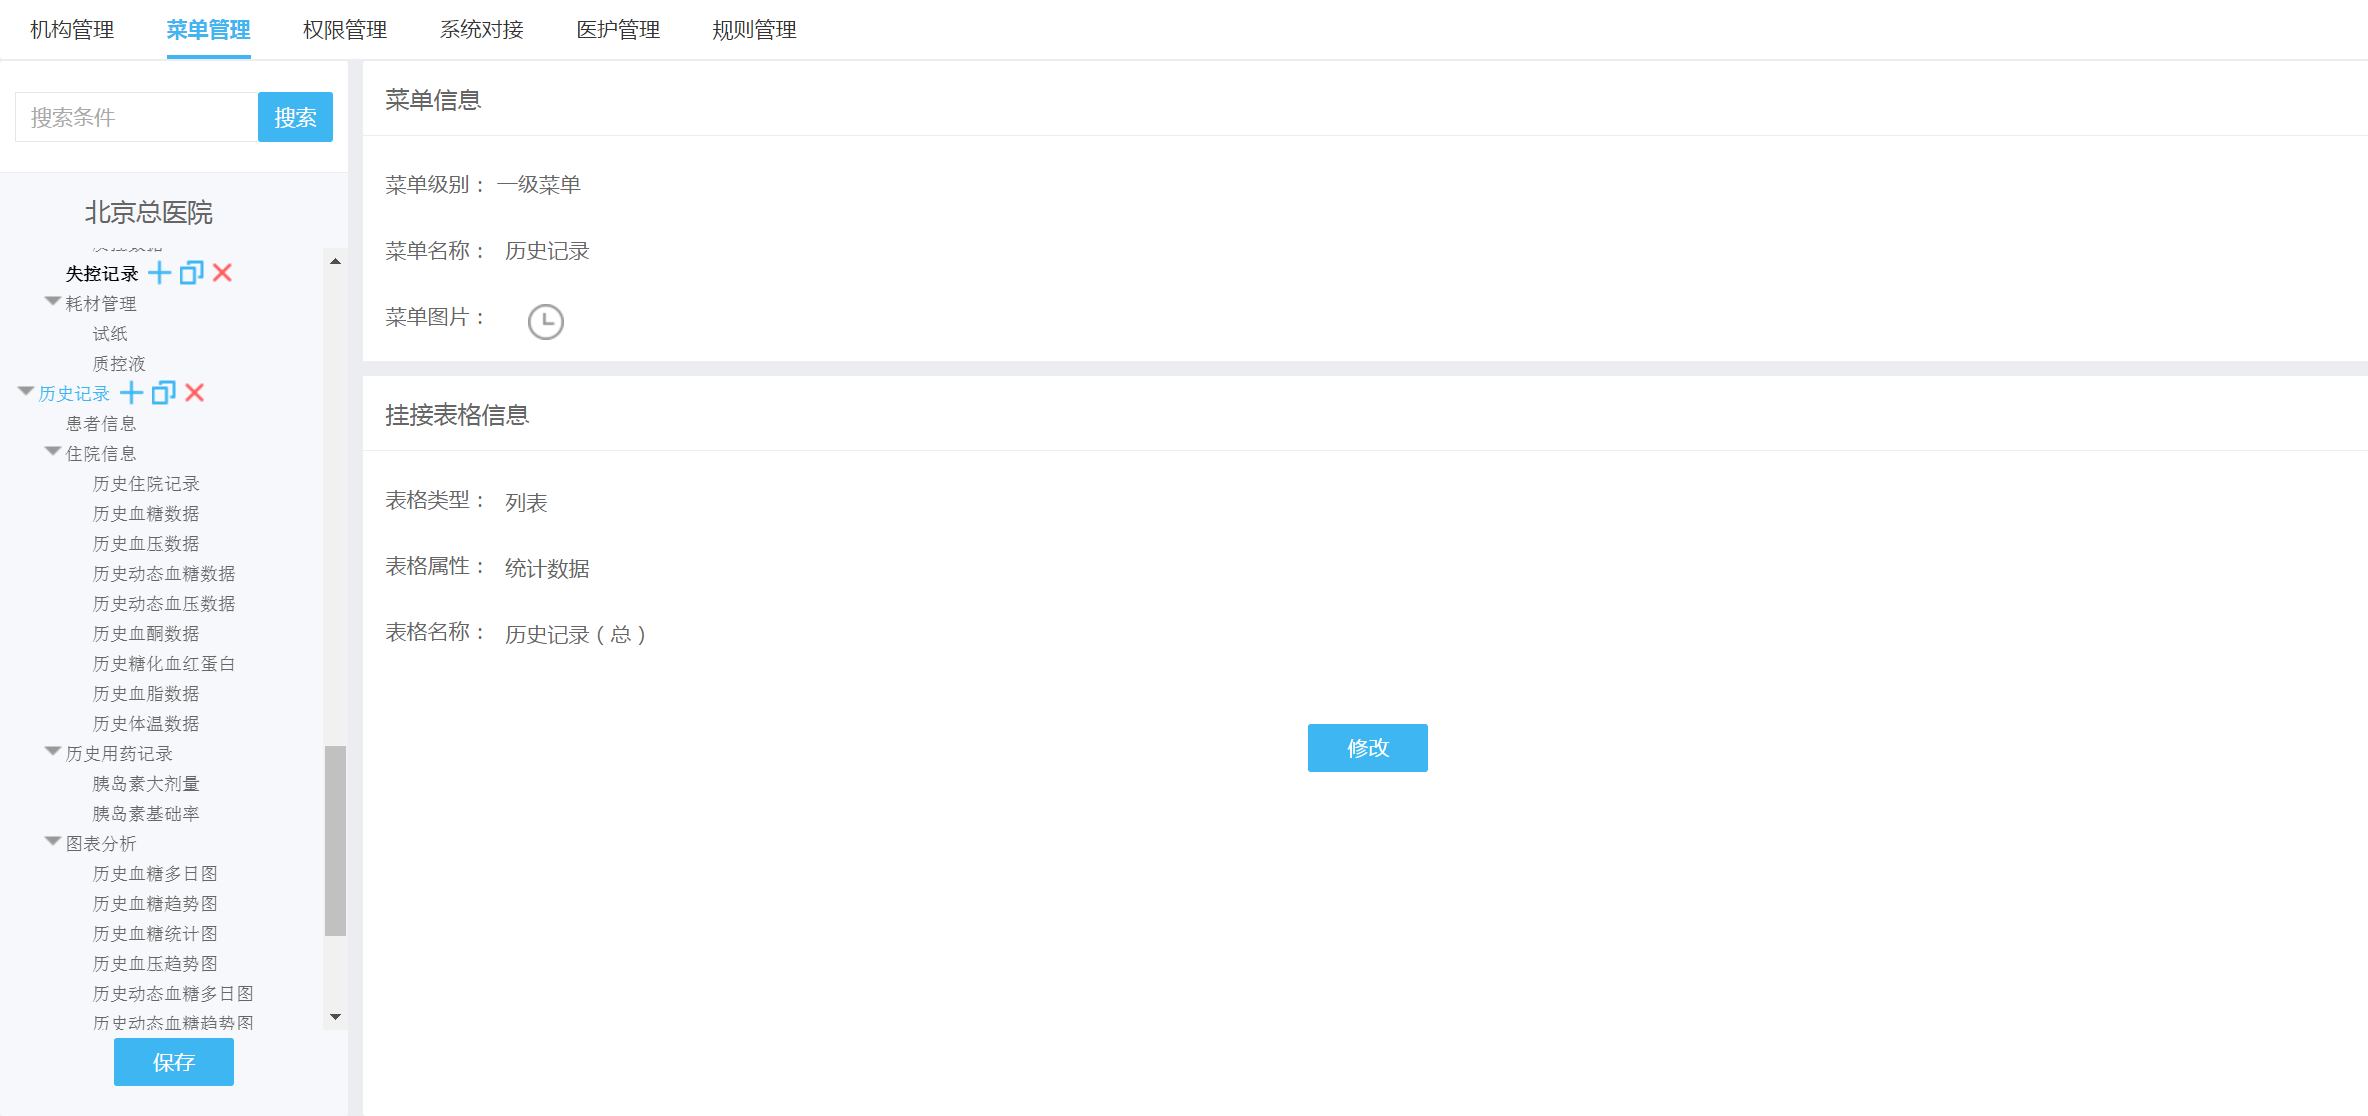 机构管理 菜单管理 权限管理 系统对接 医护管理 规则管理
搜索条件 搜索
北京总医院
失控记录
耗材管理
试纸
质控液
历史记录
患者信息
住院信息
历史住院记录
历史血糖数据
历史血压数据
历史动态血糖数据
历史动态血压数据
历史血酮数据
历史糖化血红蛋白
历史血脂数据
历史体温数据
历史用药记录
胰岛素大剂量
胰岛素基础率
图表分析
历史血糖多日图
历史血糖趋势图
历史血糖统计图
历史血压趋势图
历史动态血糖多日图
历史动态血糖趋势图
保存
菜单信息
菜单级别： 一级菜单
菜单名称： 历史记录
菜单图片：
挂接表格信息
表格类型： 列表
表格属性： 统计数据
表格名称： 历史记录（总）
修改